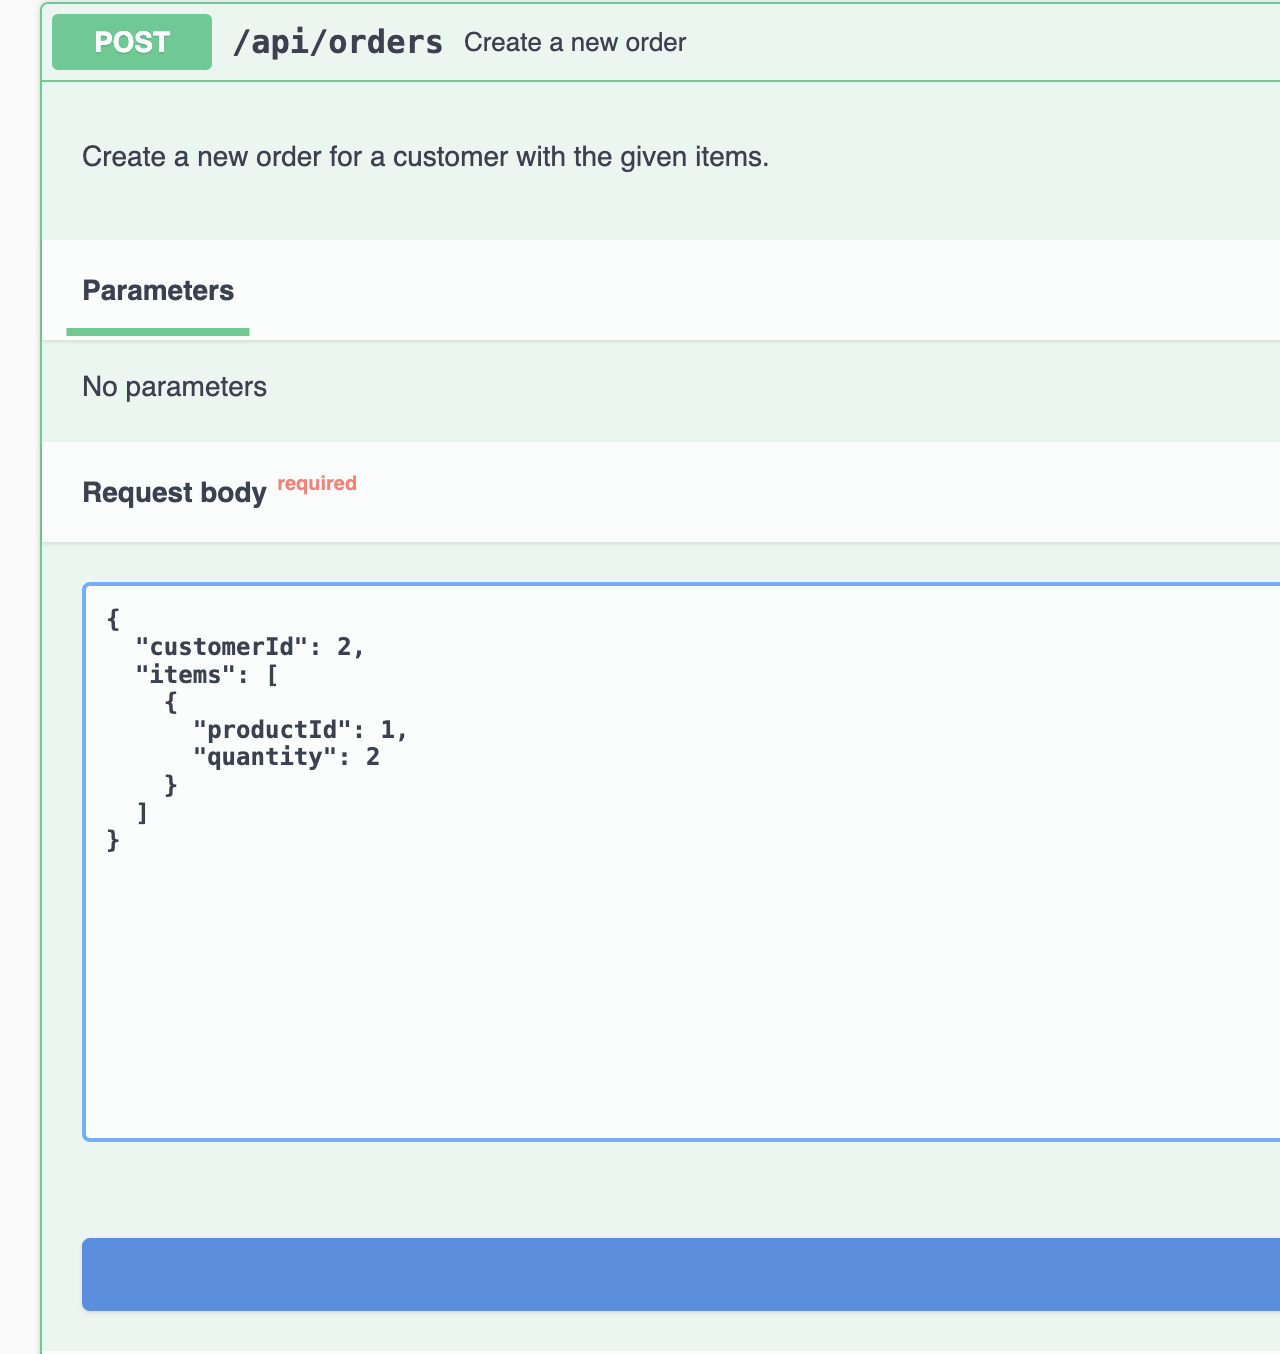 POST /api/orders Create a new order
Create a new order for a customer with the given items.
Parameters
No parameters
Request body required
{
  "customerId": 2,
  "items": [
    {
      "productId": 1,
      "quantity": 2
    }
  ]
}